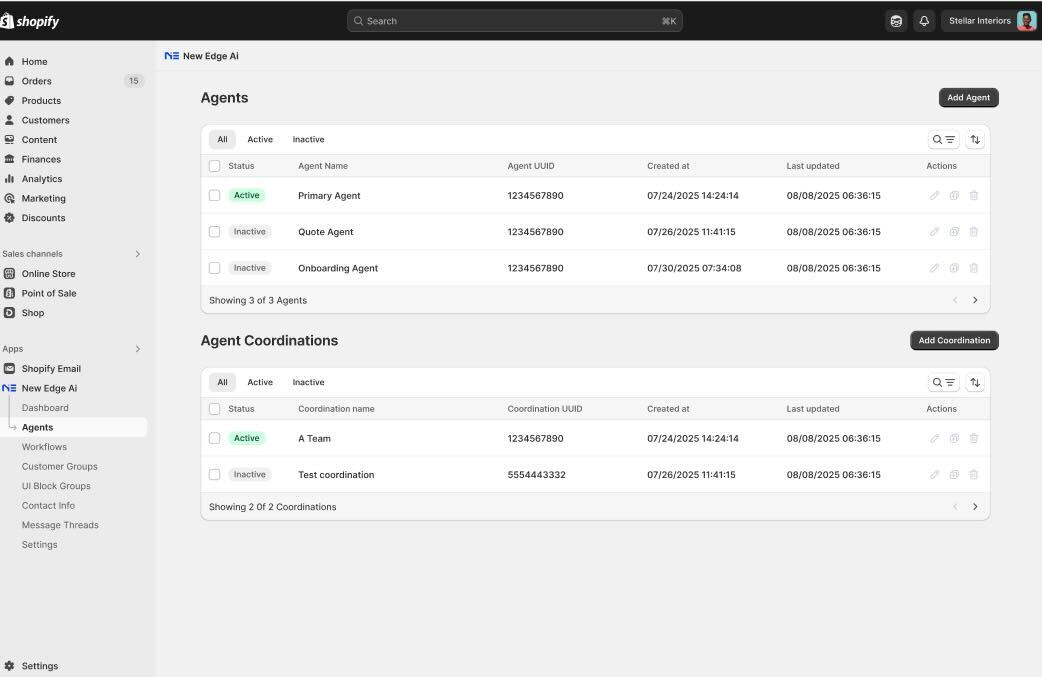 shopify
Search
⌘K
Stellar Interiors
Home
Orders 15
Products
Customers
Content
Finances
Analytics
Marketing
Discounts
Sales channels
Online Store
Point of Sale
Shop
Apps
Shopify Email
New Edge Ai
Dashboard
Agents
Workflows
Customer Groups
UI Block Groups
Contact Info
Message Threads
Settings
Settings
New Edge Ai
Agents
Add Agent
All Active Inactive
Status Agent Name Agent UUID Created at Last updated Actions
Active Primary Agent 1234567890 07/24/2025 14:24:14 08/08/2025 06:36:15
Inactive Quote Agent 1234567890 07/26/2025 11:41:15 08/08/2025 06:36:15
Inactive Onboarding Agent 1234567890 07/30/2025 07:34:08 08/08/2025 06:36:15
Showing 3 of 3 Agents
Agent Coordinations
Add Coordination
All Active Inactive
Status Coordination name Coordination UUID Created at Last updated Actions
Active A Team 1234567890 07/24/2025 14:24:14 08/08/2025 06:36:15
Inactive Test coordination 5554443332 07/26/2025 11:41:15 08/08/2025 06:36:15
Showing 2 0f 2 Coordinations